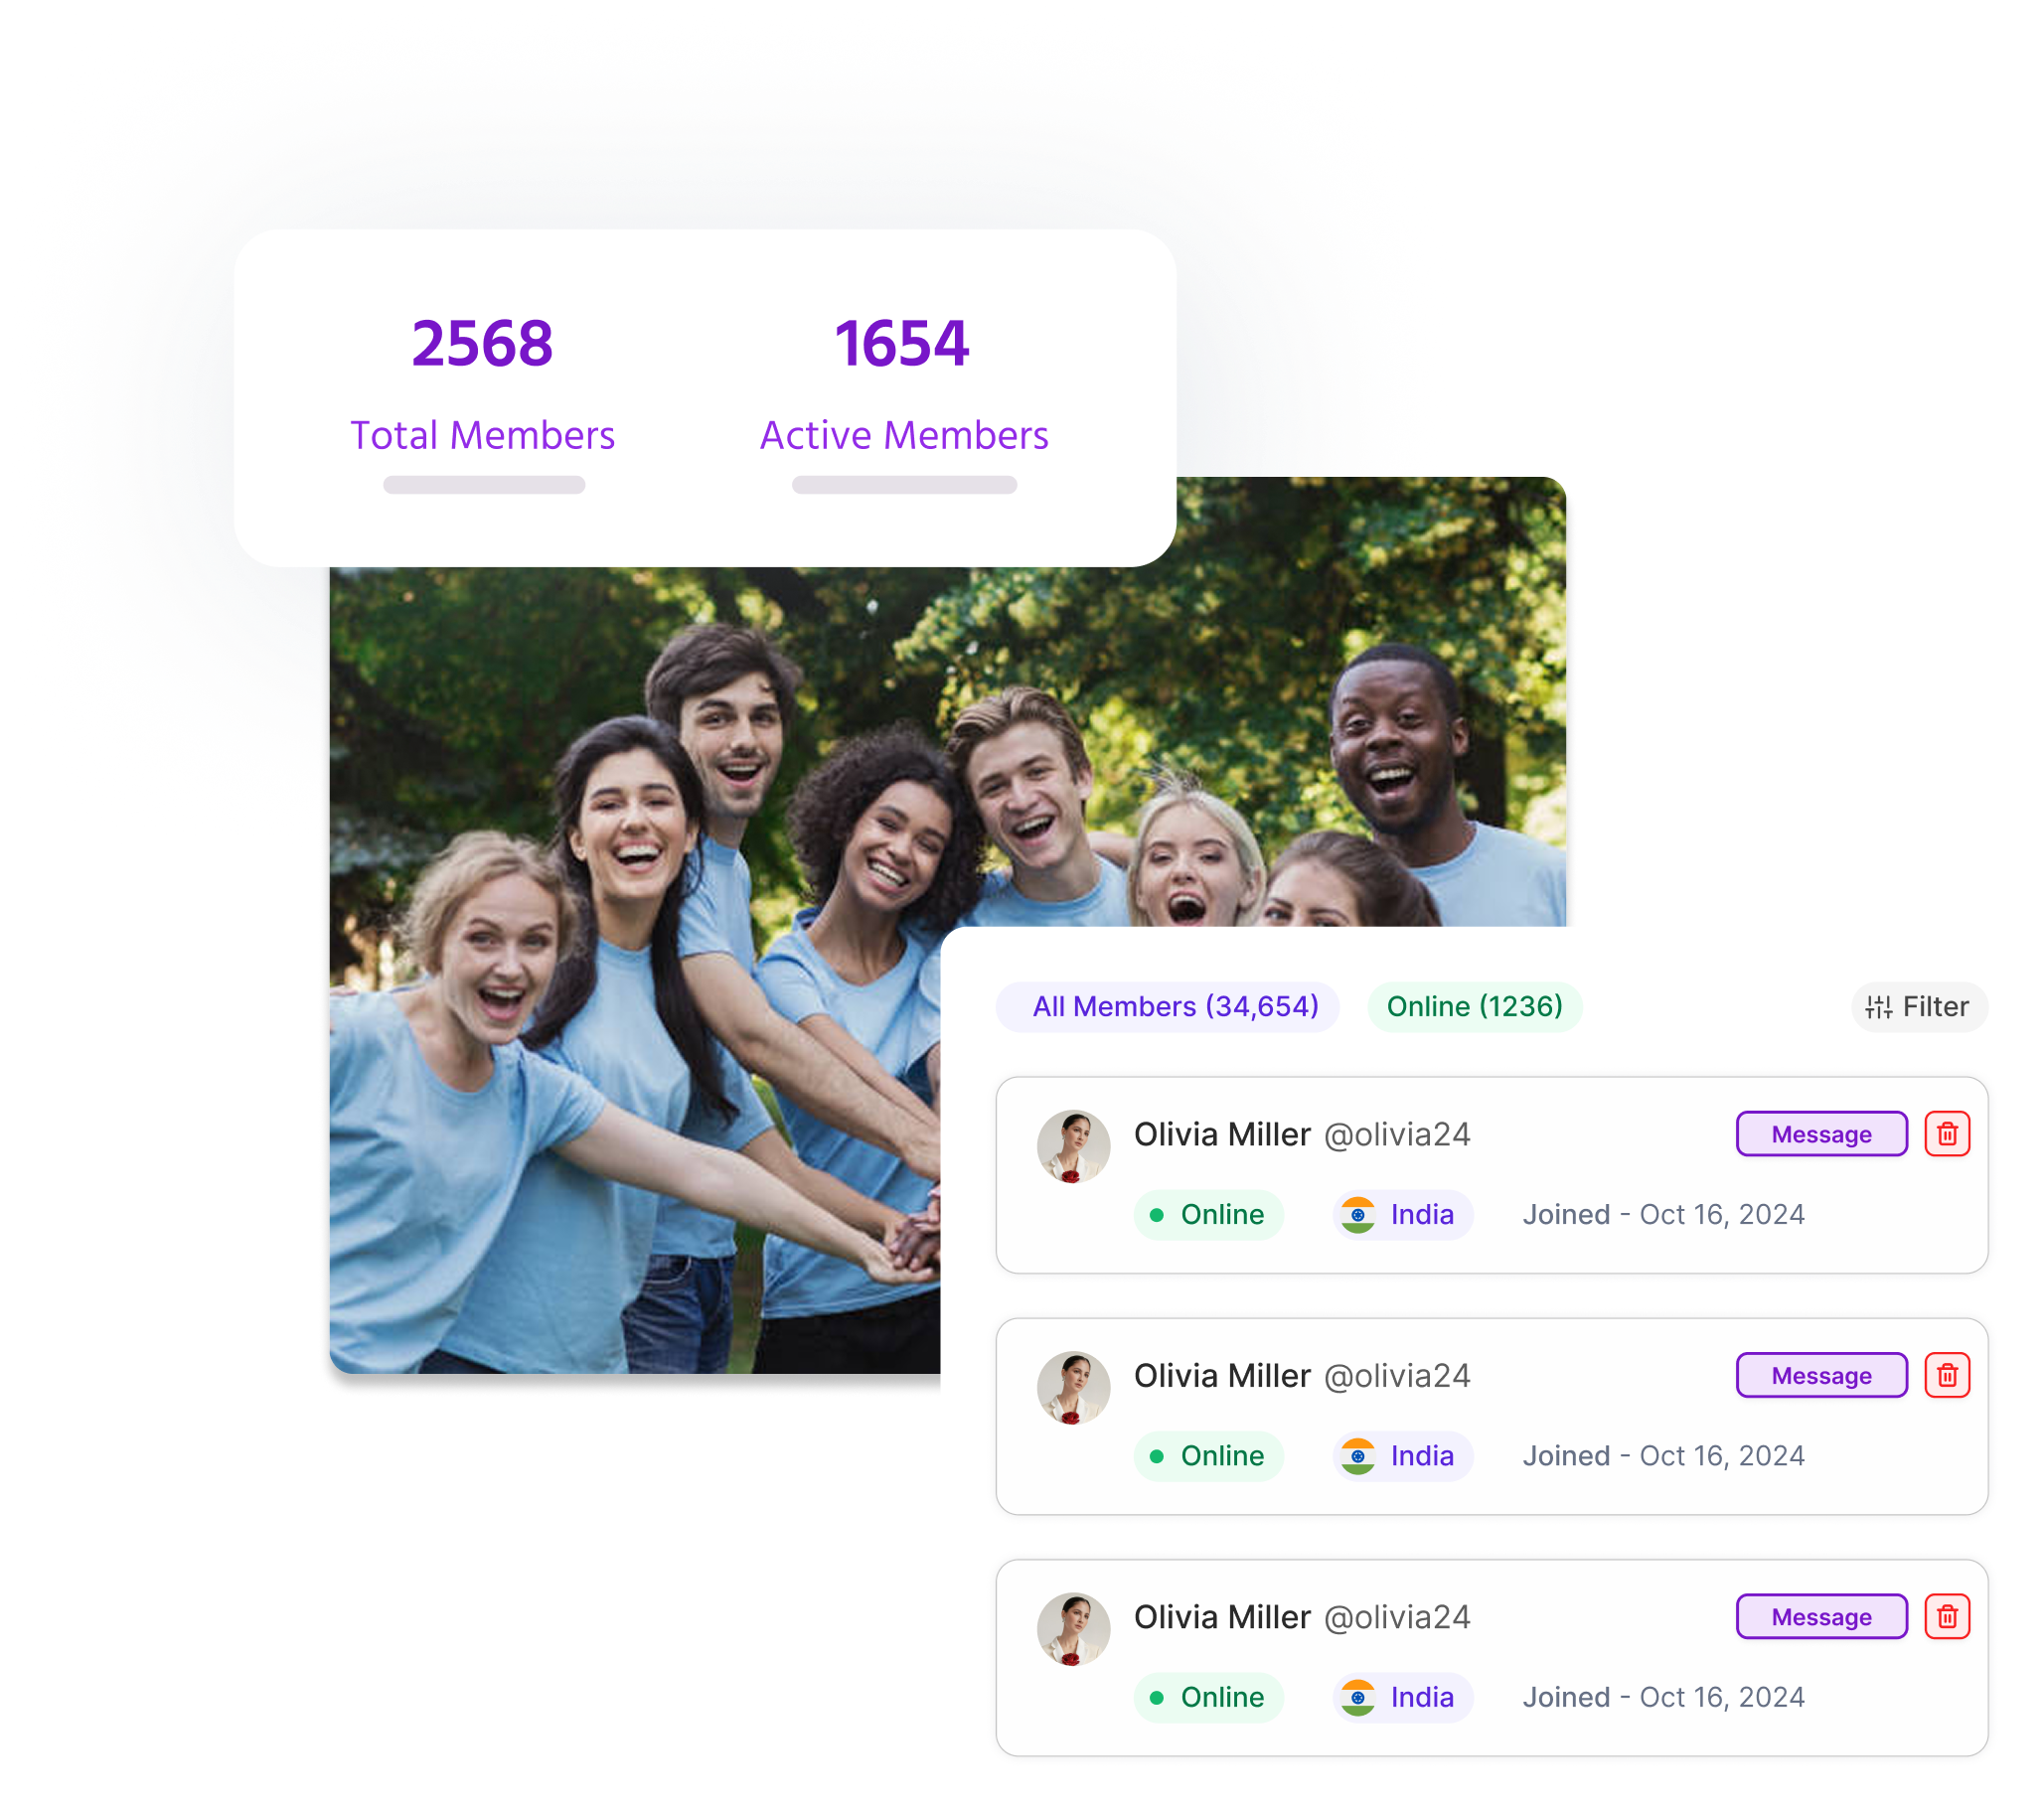 2568 1654
Total Members Active Members
All Members (34,654) Online (1236) Filter
Olivia Miller @olivia24 Message
Online India Joined - Oct 16, 2024
Olivia Miller @olivia24 Message
Online India Joined - Oct 16, 2024
Olivia Miller @olivia24 Message
Online India Joined - Oct 16, 2024